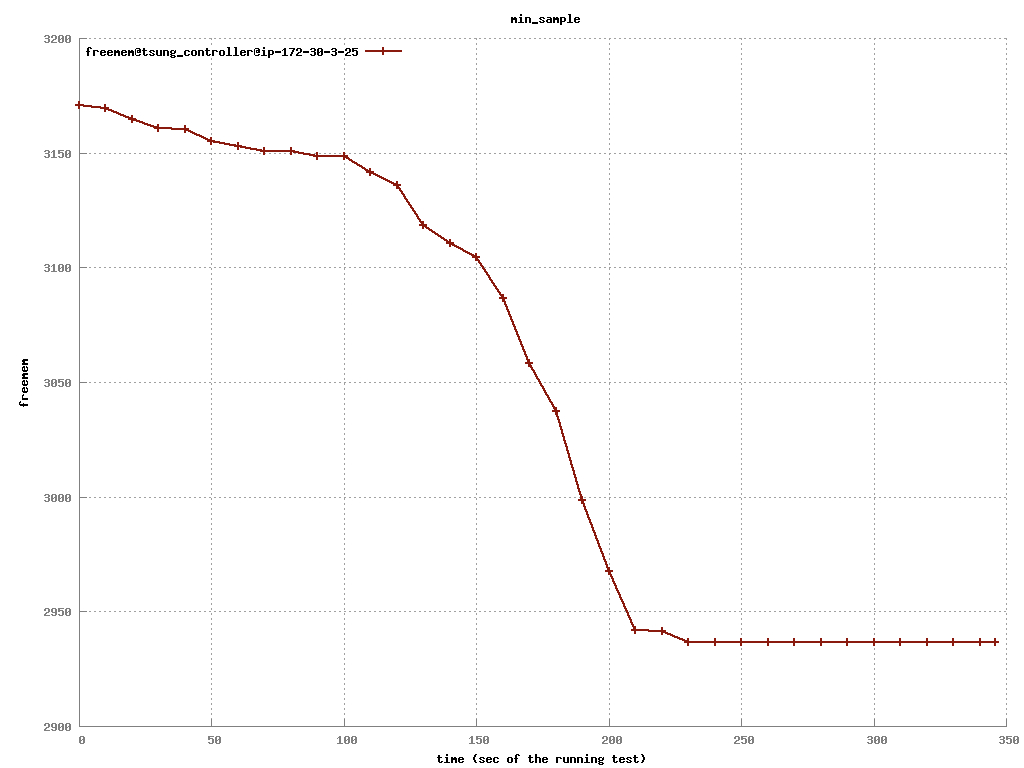 min_sample
3200
freemem@tsung_controller@ip-172-30-3-25
3150
3100
3050
freemem
3000
2950
2900
0 50 100 150 200 250 300 350
time (sec of the running test)